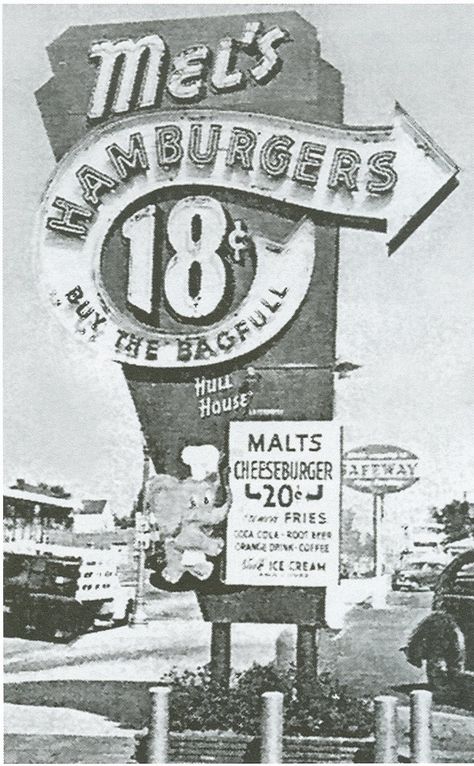 Mel's
HAMBURGERS
18¢
BUY THE BAGFULL
Hull
House
MALTS
CHEESEBURGER
20¢
FRIES
COCA COLA - ROOT BEER
ORANGE DRINK - COFFEE
ICE CREAM
SAFEWAY